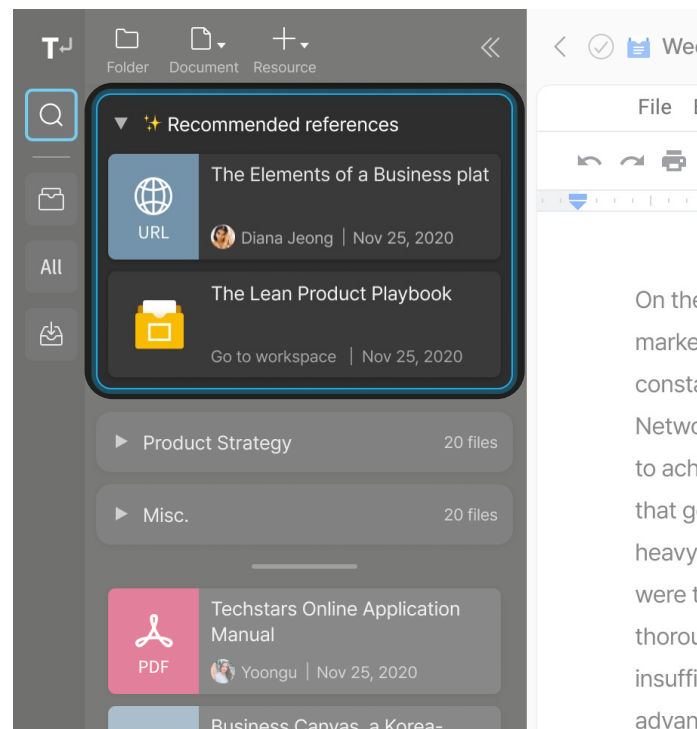 T
Folder
Document
Resource
All
✨ Recommended references
The Elements of a Business plat
URL
Diana Jeong | Nov 25, 2020
The Lean Product Playbook
Go to workspace | Nov 25, 2020
Product Strategy 20 files
Misc. 20 files
Techstars Online Application
Manual
PDF
Yoongu | Nov 25, 2020
Business Canvas, a Korea-
File
On the
marke
consta
Netwo
to ach
that g
heavy
were t
thorou
insuffi
advan